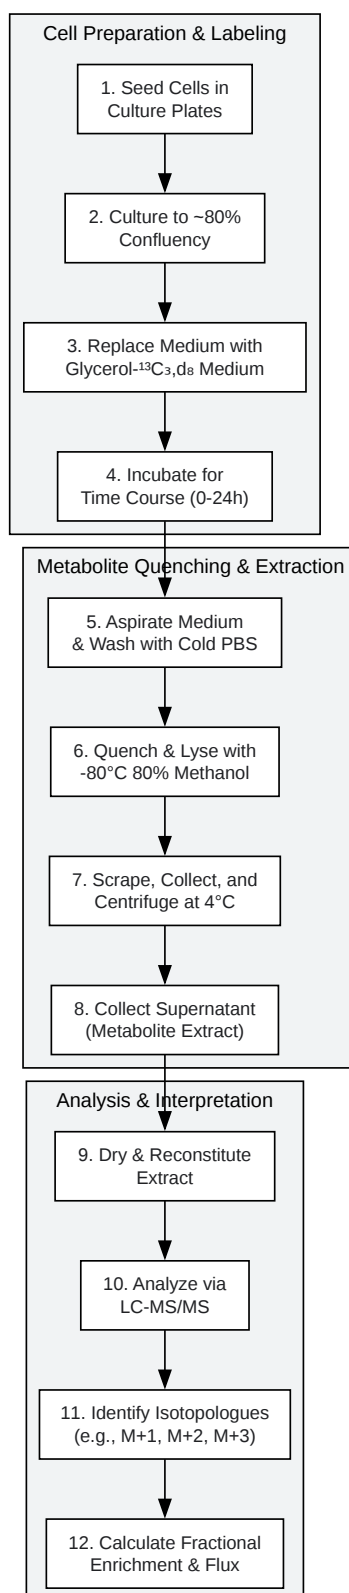 Cell Preparation & Labeling
1. Seed Cells in
Culture Plates
2. Culture to ~80%
Confluency
3. Replace Medium with
Glycerol-¹³C₃,d₈ Medium
4. Incubate for
Time Course (0-24h)
Metabolite Quenching & Extraction
5. Aspirate Medium
& Wash with Cold PBS
6. Quench & Lyse with
-80°C 80% Methanol
7. Scrape, Collect, and
Centrifuge at 4°C
8. Collect Supernatant
(Metabolite Extract)
Analysis & Interpretation
9. Dry & Reconstitute
Extract
10. Analyze via
LC-MS/MS
11. Identify Isotopologues
(e.g., M+1, M+2, M+3)
12. Calculate Fractional
Enrichment & Flux